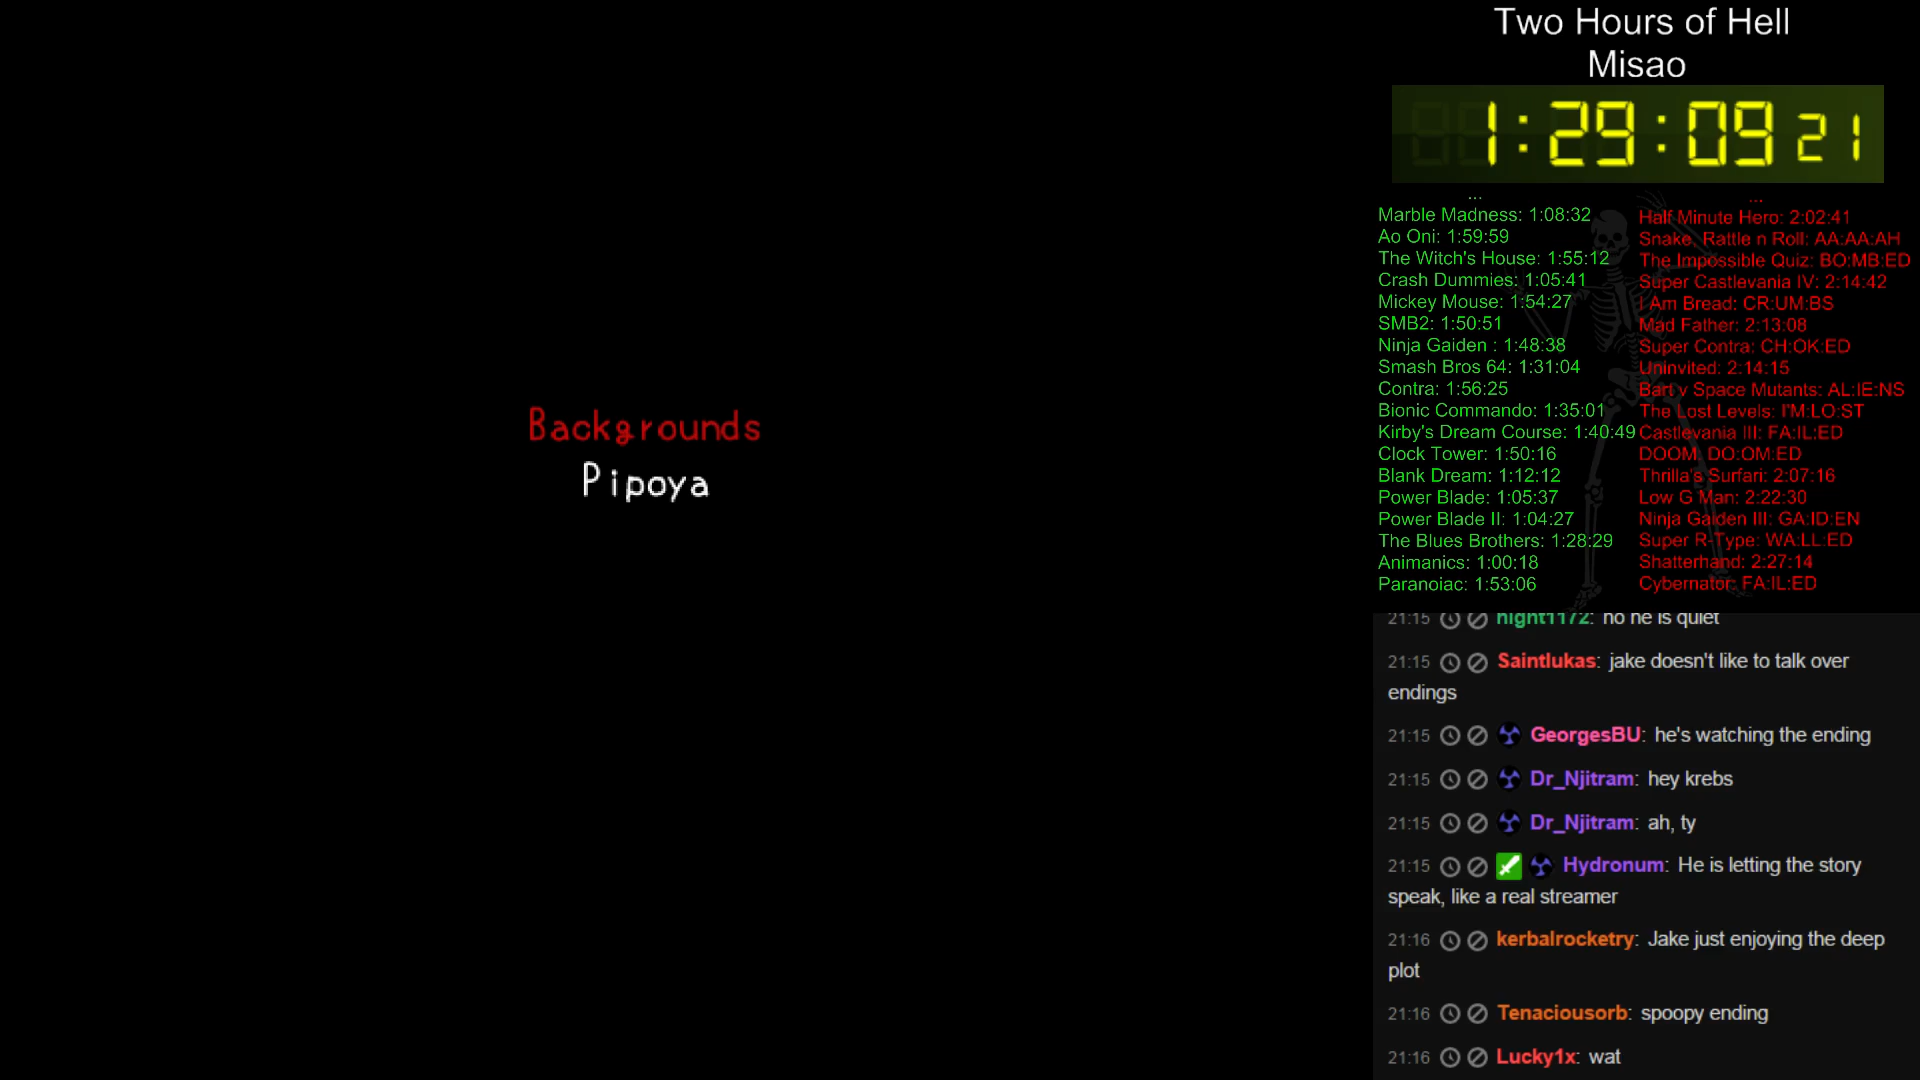 Two Hours of Hell
Misao
1:29:09 21
...
Marble Madness: 1:08:32
Ao Oni: 1:59:59
The Witch's House: 1:55:12
Crash Dummies: 1:05:41
Mickey Mouse: 1:54:27
SMB2: 1:50:51
Ninja Gaiden : 1:48:38
Smash Bros 64: 1:31:04
Contra: 1:56:25
Bionic Commando: 1:35:01
Kirby's Dream Course: 1:40:49
Clock Tower: 1:50:16
Blank Dream: 1:12:12
Power Blade: 1:05:37
Power Blade II: 1:04:27
The Blues Brothers: 1:28:29
Animanics: 1:00:18
Paranoiac: 1:53:06
...
Half Minute Hero: 2:02:41
Snake, Rattle n Roll: AA:AA:AH
The Impossible Quiz: BO:MB:ED
Super Castlevania IV: 2:14:42
I Am Bread: CR:UM:BS
Mad Father: 2:13:08
Super Contra: CH:OK:ED
Uninvited: 2:14:15
Bart v Space Mutants: AL:IE:NS
The Lost Levels: I'M:LO:ST
Castlevania III: FA:IL:ED
DOOM: DO:OM:ED
Thrilla's Surfari: 2:07:16
Low G Man: 2:22:30
Ninja Gaiden III: GA:ID:EN
Super R-Type: WA:LL:ED
Shatterhand: 2:27:14
Cybernator: FA:IL:ED
Backgrounds
Pipoya
21:15 night1172: no he is quiet
21:15 Saintlukas: jake doesn't like to talk over
endings
21:15 GeorgesBU: he's watching the ending
21:15 Dr_Njitram: hey krebs
21:15 Dr_Njitram: ah, ty
21:15 Hydronum: He is letting the story
speak, like a real streamer
21:16 kerbalrocketry: Jake just enjoying the deep
plot
21:16 Tenaciousorb: spoopy ending
21:16 Lucky1x: wat